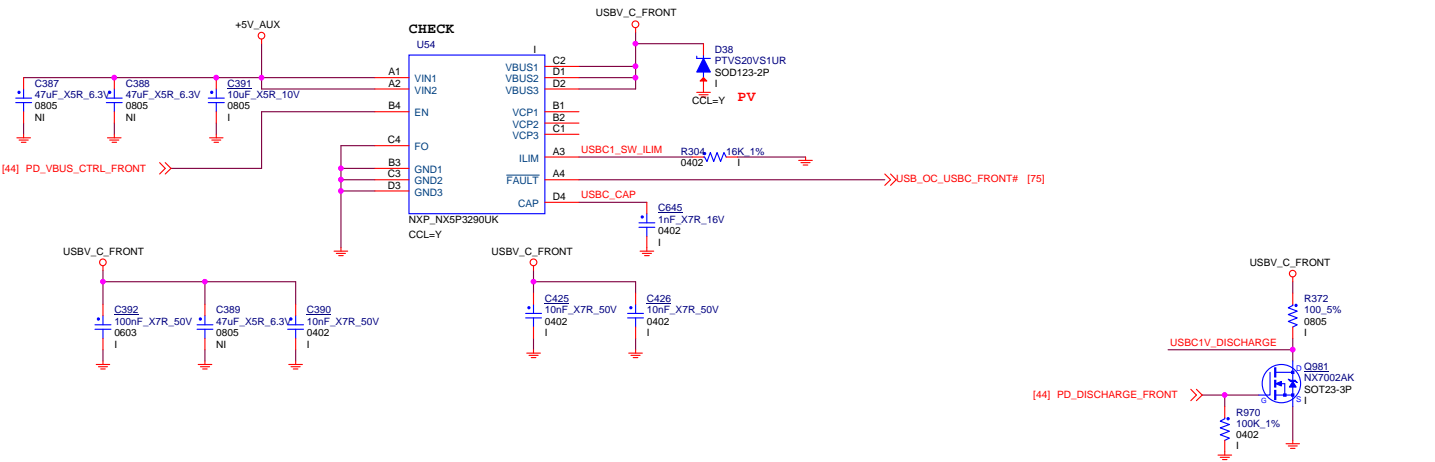 +5V_AUX
CHECK
U54
I
USBV_C_FRONT
D38
PTVS20VS1UR
SOD123-2P
I
CCL=Y
PV
C387
47uF_X5R_6.3V
0805
NI
C388
47uF_X5R_6.3V
0805
NI
C391
10uF_X5R_10V
0805
I
A1
A2
B4
C4
B3
C3
D3
VIN1
VIN2
EN
FO
GND1
GND2
GND3
VBUS1
VBUS2
VBUS3
VCP1
VCP2
VCP3
ILIM
FAULT
CAP
C2
D1
D2
B1
B2
C1
A3
A4
D4
NXP_NX5P3290UK
CCL=Y
[44] PD_VBUS_CTRL_FRONT
USBC1_SW_ILIM
R304
16K_1%
0402
I
USB_OC_USBC_FRONT# [75]
USBC_CAP
C645
1nF_X7R_16V
0402
I
USBV_C_FRONT
C392
100nF_X7R_50V
0603
I
C389
47uF_X5R_6.3V
0805
NI
C390
10nF_X7R_50V
0402
I
USBV_C_FRONT
C425
10nF_X7R_50V
0402
I
C426
10nF_X7R_50V
0402
I
USBV_C_FRONT
R372
100_5%
0805
I
USBC1V_DISCHARGE
Q981
NX7002AK
SOT23-3P
I
D
G
S
[44] PD_DISCHARGE_FRONT
R970
100K_1%
0402
I